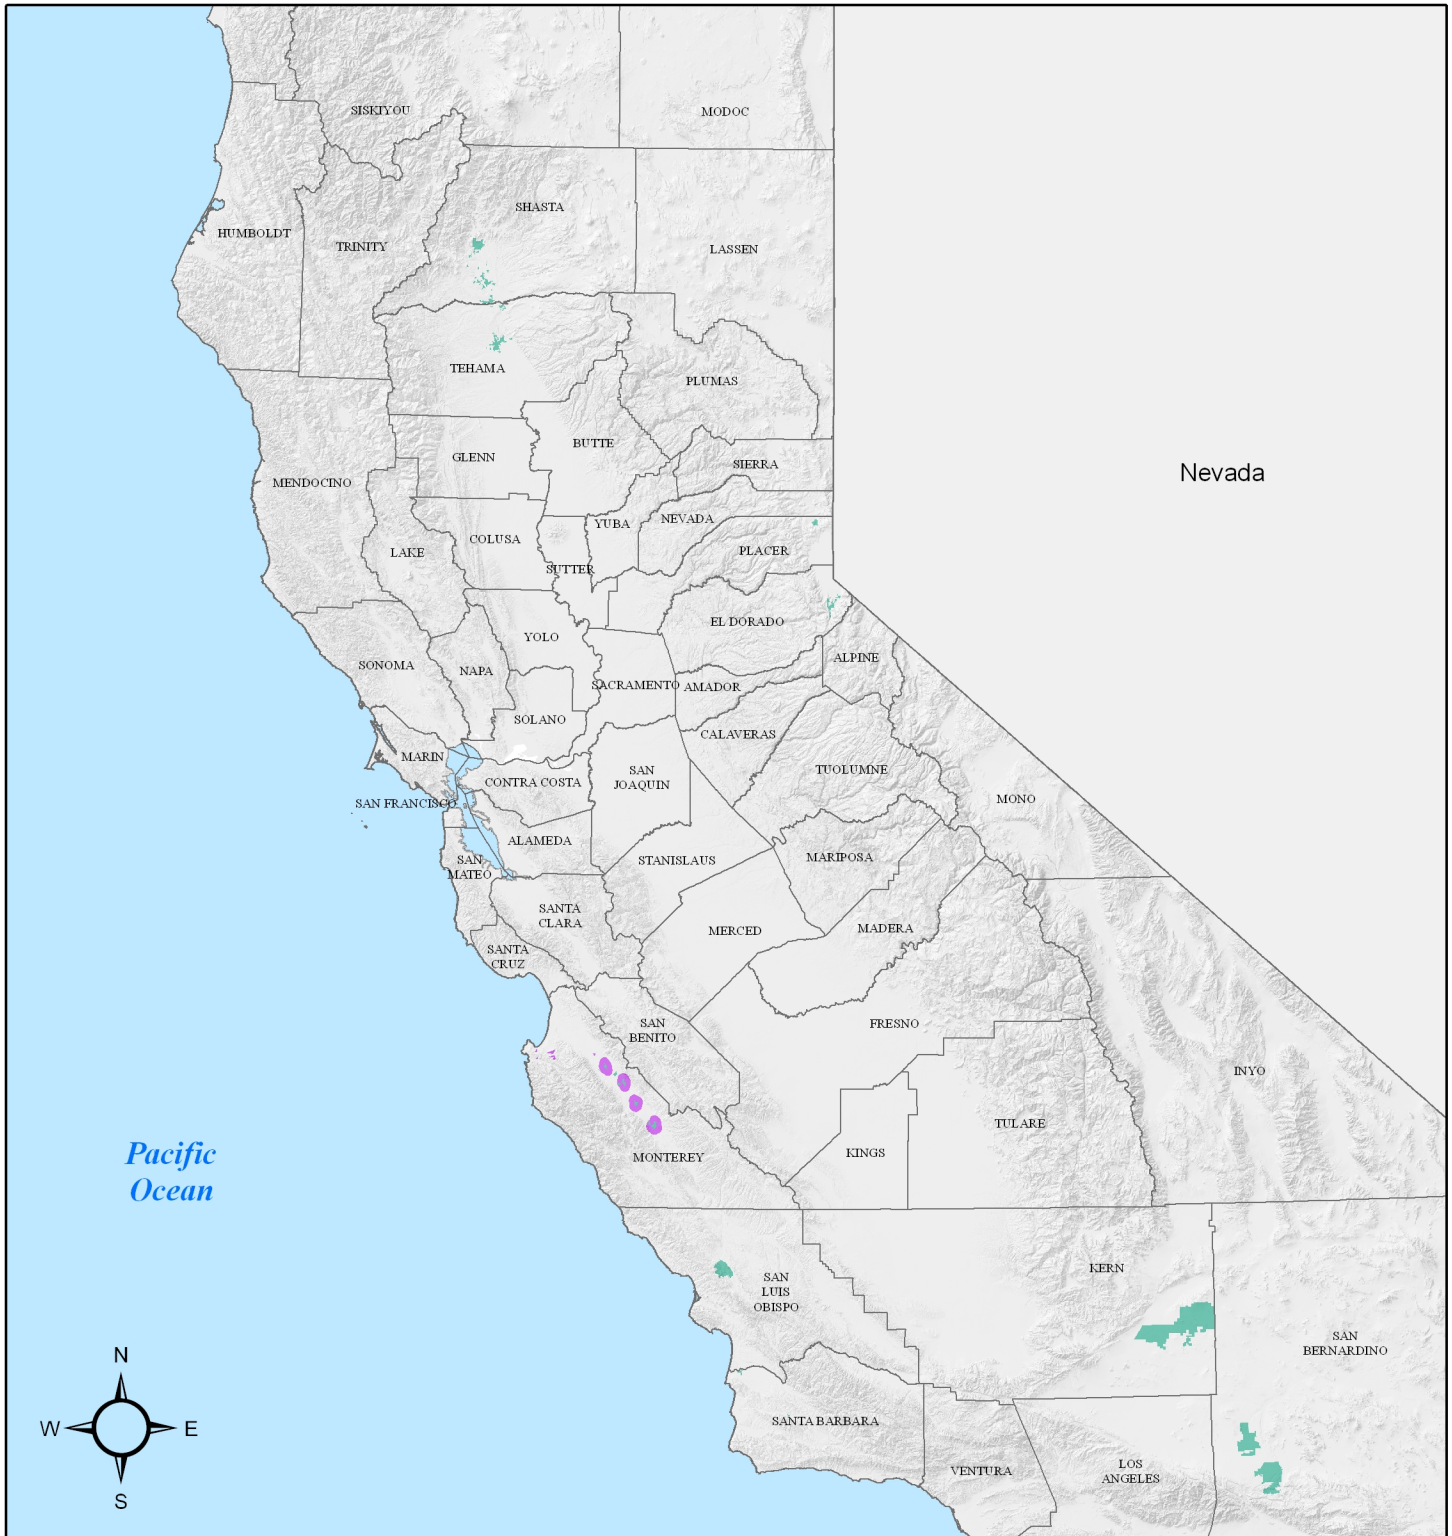 SISKIYOU
MODOC
SHASTA
HUMBOLDT
TRINITY
LASSEN
TEHAMA
PLUMAS
BUTTE
GLENN
SIERRA
Nevada
MENDOCINO
NEVADA
YUBA
COLUSA
LAKE
PLACER
SUTTER
EL DORADO
YOLO
ALPINE
SONOMA
NAPA
SACRAMENTO
AMADOR
SOLANO
CALAVERAS
MARIN
SAN
JOAQUIN
TUOLUMNE
CONTRA COSTA
MONO
SAN FRANCISCO
ALAMEDA
MARIPOSA
STANISLAUS
SAN
MATEO
SANTA
CLARA
MADERA
MERCED
SANTA
CRUZ
FRESNO
SAN
BENITO
INYO
TULARE
KINGS
MONTEREY
Pacific
Ocean
KERN
SAN
LUIS
OBISPO
SAN
BERNARDINO
N
W
E
S
SANTA BARBARA
VENTURA
LOS
ANGELES